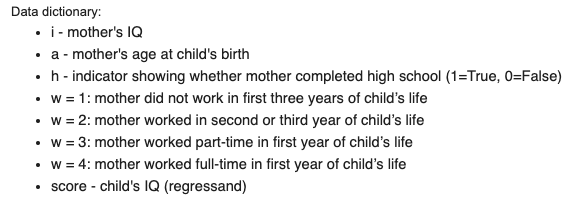 Data dictionary:
• i - mother's IQ
• a - mother's age at child's birth
• h - indicator showing whether mother completed high school (1=True, 0=False)
• w = 1: mother did not work in first three years of child’s life
• w = 2: mother worked in second or third year of child’s life
• w = 3: mother worked part-time in first year of child’s life
• w = 4: mother worked full-time in first year of child’s life
• score - child's IQ (regressand)